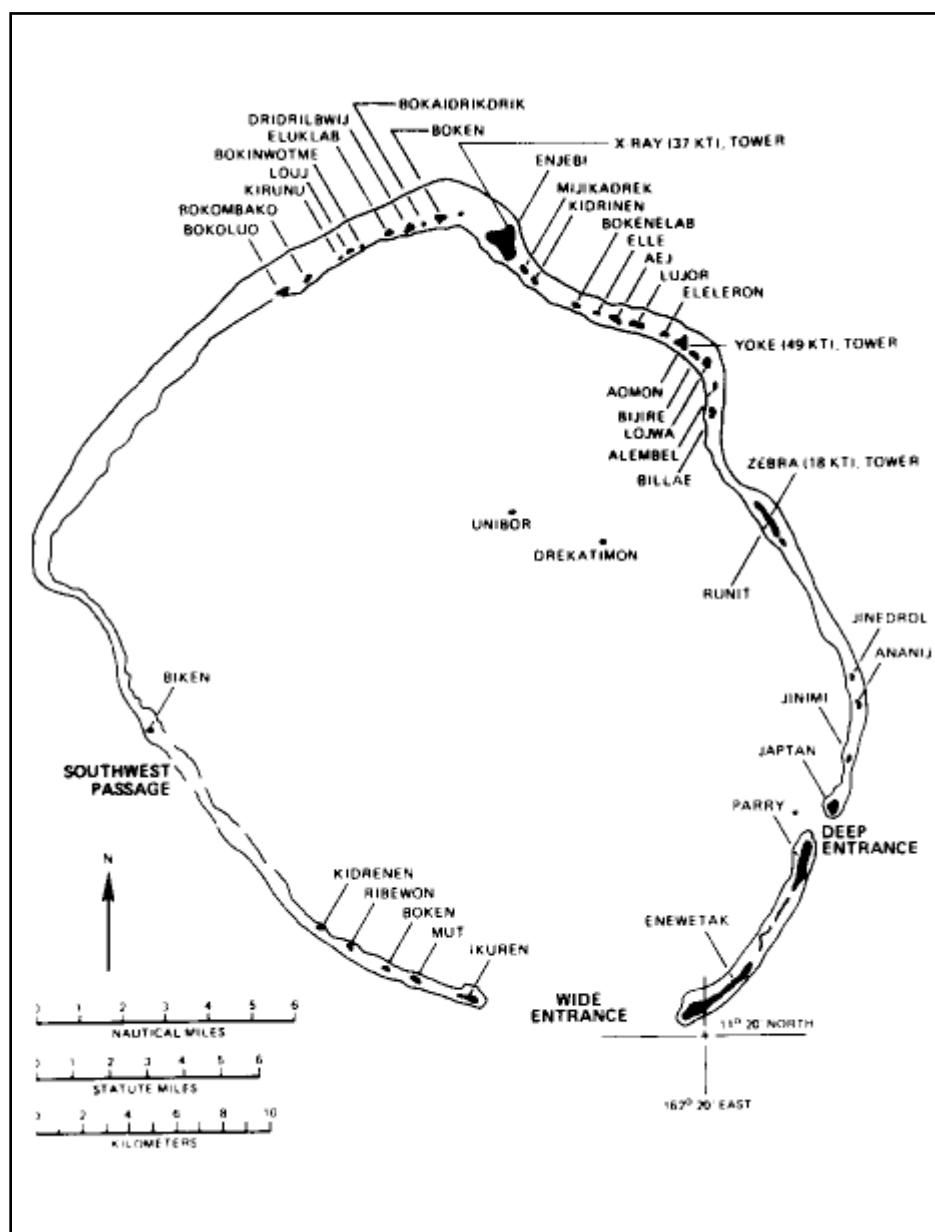 BOKAIDRIKDRIK
DRIDRILBWIJ
BOKEN
ELUKLAB
X-RAY (37 KT), TOWER
BOKINWOTME
ENJEBI
LOUJ
MIJIKADREK
KIRUNU
KIDRINEN
BOKOMBAKO
BOKENELAB
BOKOLUO
ELLE
AEJ
LUJOR
ELELERON
YOKE (49 KT), TOWER
AOMON
BIJIRE
LOJWA
ALEMBEL
BILLAE
ZEBRA (18 KT), TOWER
UNIBOR
DREKATIMON
RUNIT
JINEDROL
ANANIJ
BIKEN
JINIMI
SOUTHWEST
PASSAGE
JAPTAN
PARRY
DEEP
ENTRANCE
N
KIDRENEN
RIBEWON
BOKEN
MUT
IKUREN
ENEWETAK
WIDE
ENTRANCE
11° 20' NORTH
162° 20' EAST
0 1 2 3 4 5 6
NAUTICAL MILES
0 1 2 3 4 5 6
STATUTE MILES
0 2 4 6 8 10
KILOMETERS